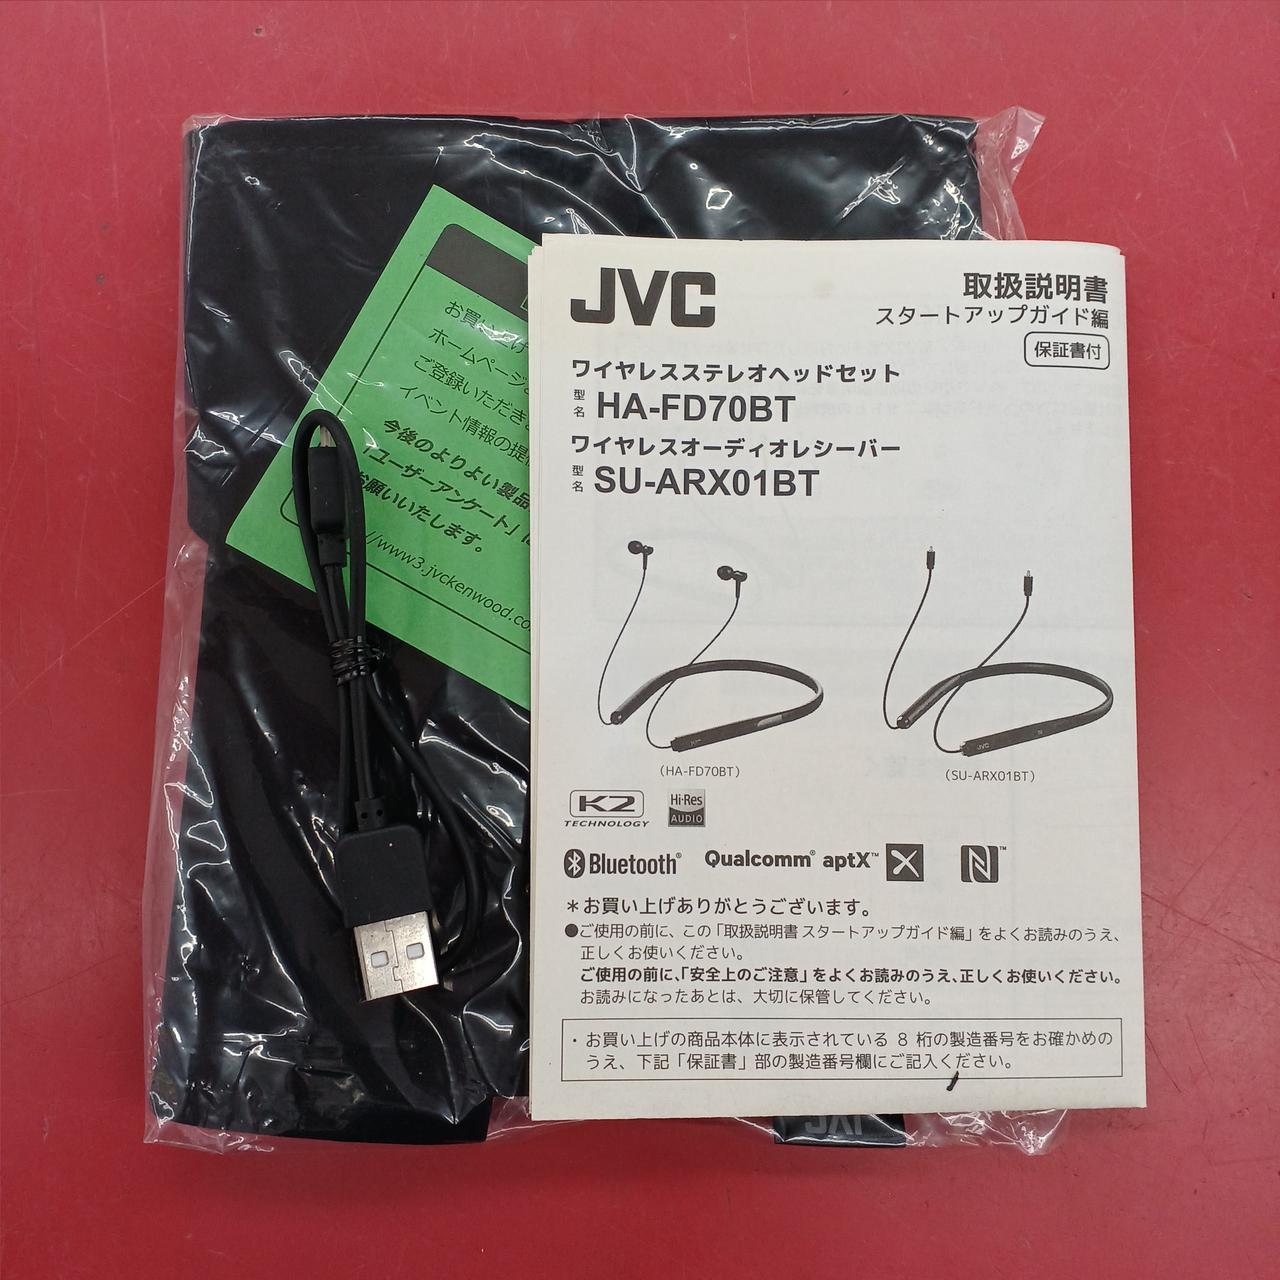 JVC
取扱説明書
スタートアップガイド編
保証書付
ワイヤレスステレオヘッドセット
型名 HA-FD70BT
ワイヤレスオーディオレシーバー
型名 SU-ARX01BT
JVC
(HA-FD70BT)
(SU-ARX01BT)
K2 TECHNOLOGY
Hi-Res AUDIO
Bluetooth® Qualcomm® aptX™ N™
＊お買い上げありがとうございます。
●ご使用の前に、この「取扱説明書 スタートアップガイド編」をよくお読みのうえ、
正しくお使いください。
ご使用の前に、「安全上のご注意」をよくお読みのうえ、正しくお使いください。
お読みになったあとは、大切に保管してください。
・お買い上げの商品本体に表示されている 8 桁の製造番号をお確かめの
うえ、下記「保証書」部の製造番号欄にご記入ください。
お買い上げ
ホームページ
ご登録いただき
イベント情報の提
今後のよりよい製品
「ユーザーアンケート」に
お願いいたします。
//www3.jvckenwood.co
JVC